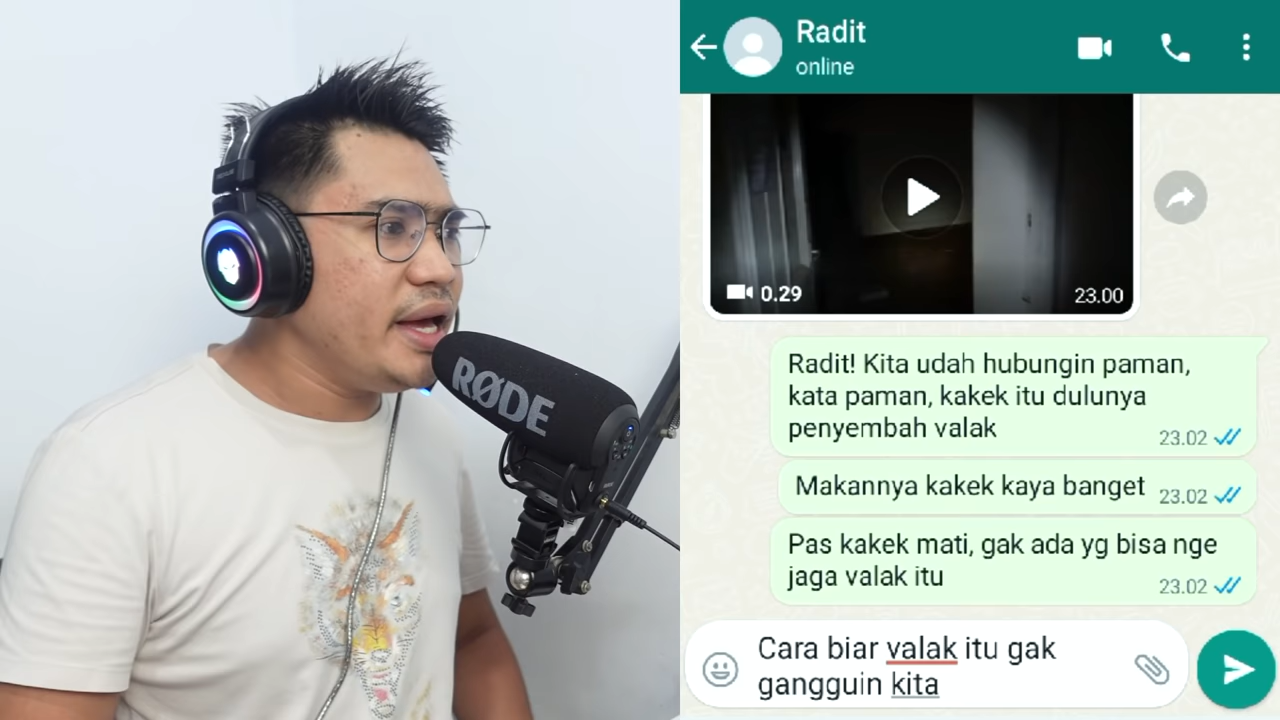 RØDE
Radit
online
0.29
23.00
Radit! Kita udah hubungin paman,
kata paman, kakek itu dulunya
penyembah valak
23.02
Makannya kakek kaya banget
23.02
Pas kakek mati, gak ada yg bisa nge
jaga valak itu
23.02
Cara biar valak itu gak
gangguin kita